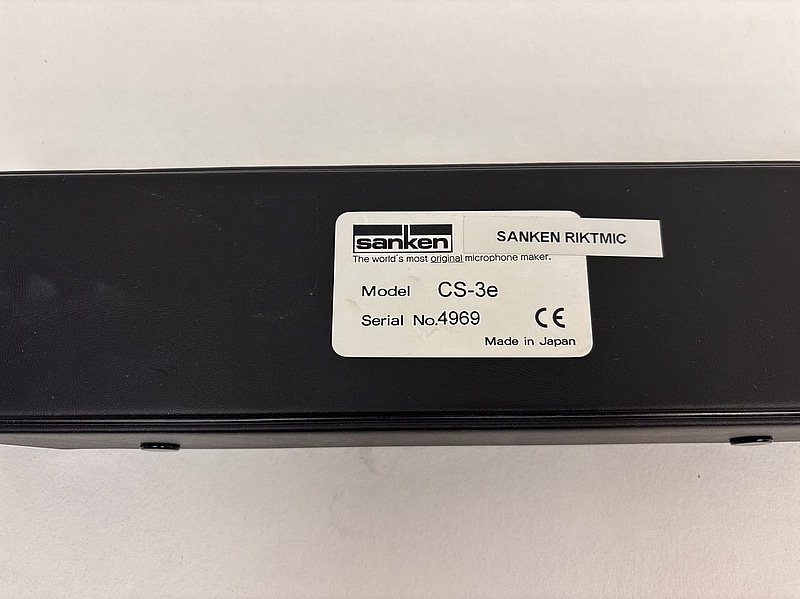 sanken
SANKEN RIKTMIC
The world's most original microphone maker.
Model CS-3e
Serial No.4969
CE
Made in Japan